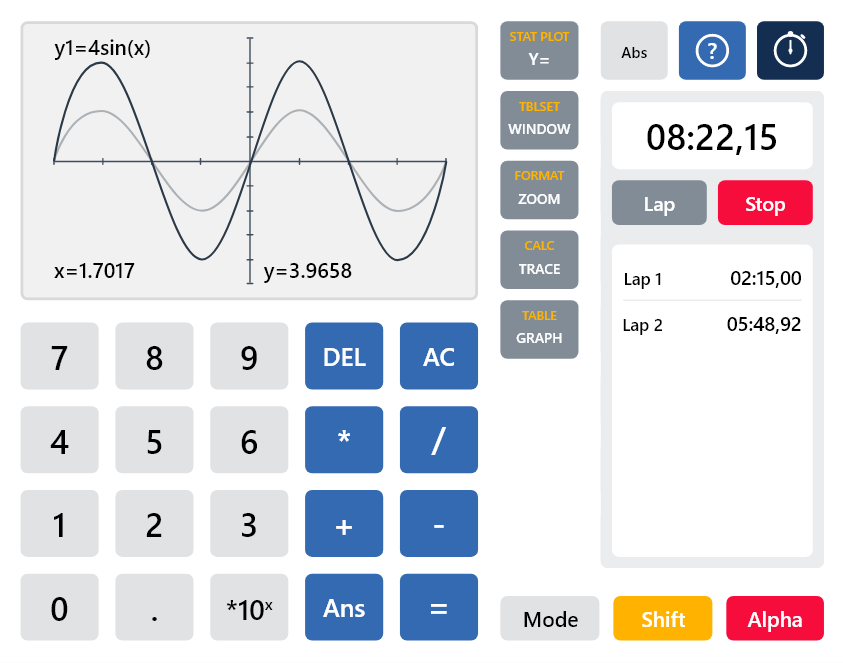 y1=4sin(x)
x=1.7017
y=3.9658
STAT PLOT
Y=
TBLSET
WINDOW
FORMAT
ZOOM
CALC
TRACE
TABLE
GRAPH
Abs
?
08:22,15
Lap
Stop
Lap 1 02:15,00
Lap 2 05:48,92
7 8 9 DEL AC
4 5 6 * /
1 2 3 + -
0 . *10ˣ Ans =
Mode Shift Alpha